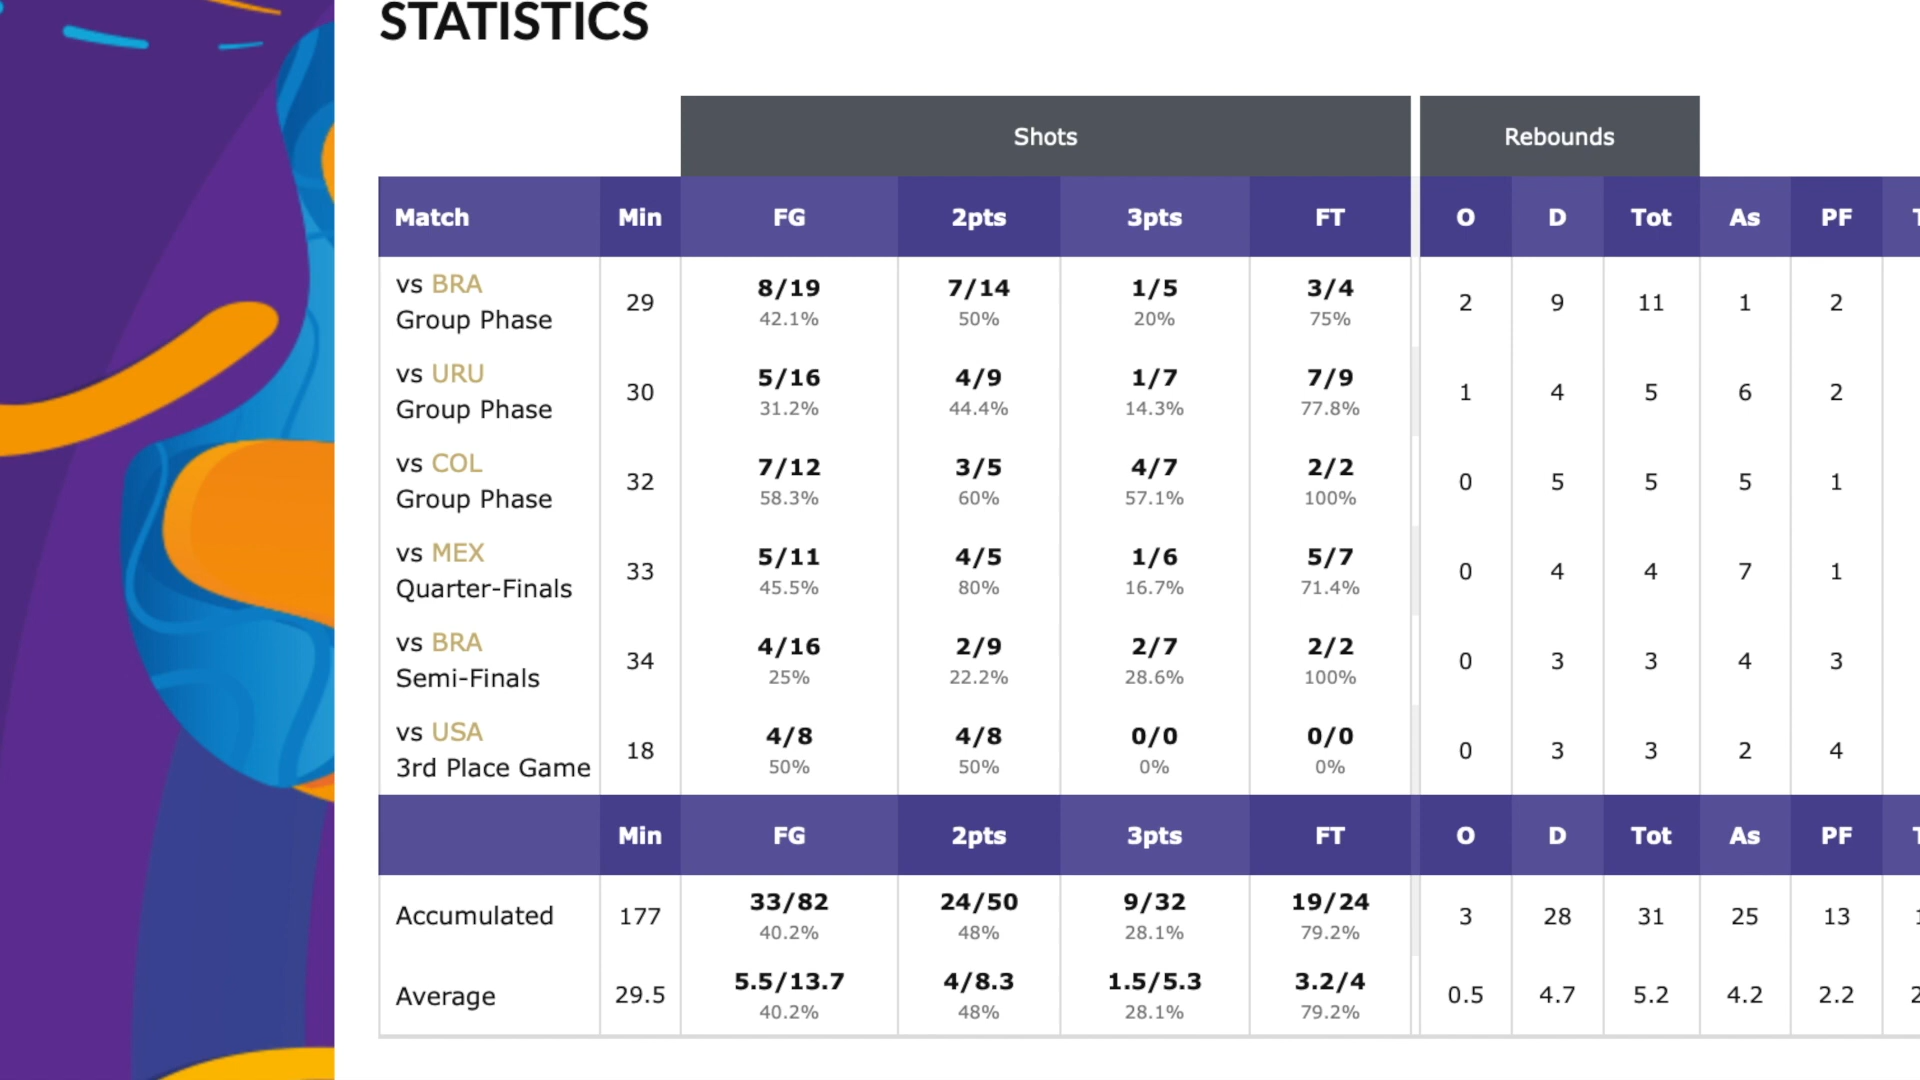 STATISTICS
Shots Rebounds
Match Min FG 2pts 3pts FT O D Tot As PF
vs BRA
Group Phase
29
8/19
42.1%
7/14
50%
1/5
20%
3/4
75%
2 9 11 1 2
vs URU
Group Phase
30
5/16
31.2%
4/9
44.4%
1/7
14.3%
7/9
77.8%
1 4 5 6 2
vs COL
Group Phase
32
7/12
58.3%
3/5
60%
4/7
57.1%
2/2
100%
0 5 5 5 1
vs MEX
Quarter-Finals
33
5/11
45.5%
4/5
80%
1/6
16.7%
5/7
71.4%
0 4 4 7 1
vs BRA
Semi-Finals
34
4/16
25%
2/9
22.2%
2/7
28.6%
2/2
100%
0 3 3 4 3
vs USA
3rd Place Game
18
4/8
50%
4/8
50%
0/0
0%
0/0
0%
0 3 3 2 4
Min FG 2pts 3pts FT O D Tot As PF
Accumulated
177
33/82
40.2%
24/50
48%
9/32
28.1%
19/24
79.2%
3 28 31 25 13
Average
29.5
5.5/13.7
40.2%
4/8.3
48%
1.5/5.3
28.1%
3.2/4
79.2%
0.5 4.7 5.2 4.2 2.2